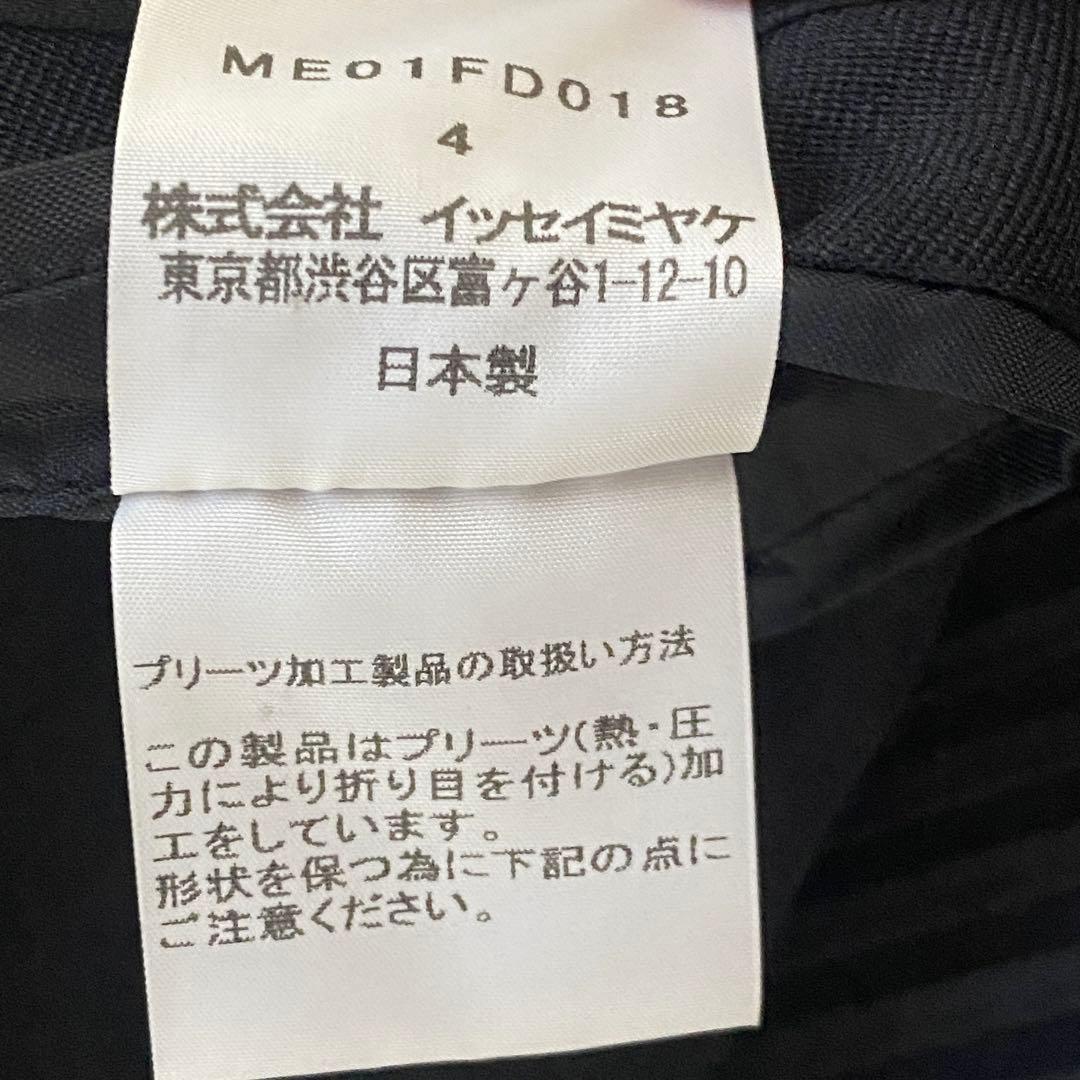 ME01FD018
4
株式会社 イッセイミヤケ
東京都渋谷区富ヶ谷1-12-10
日本製
プリーツ加工製品の取扱い方法
この製品はプリーツ(熱・圧
力により折り目を付ける)加
工をしています。
形状を保つ為に下記の点に
ご注意ください。